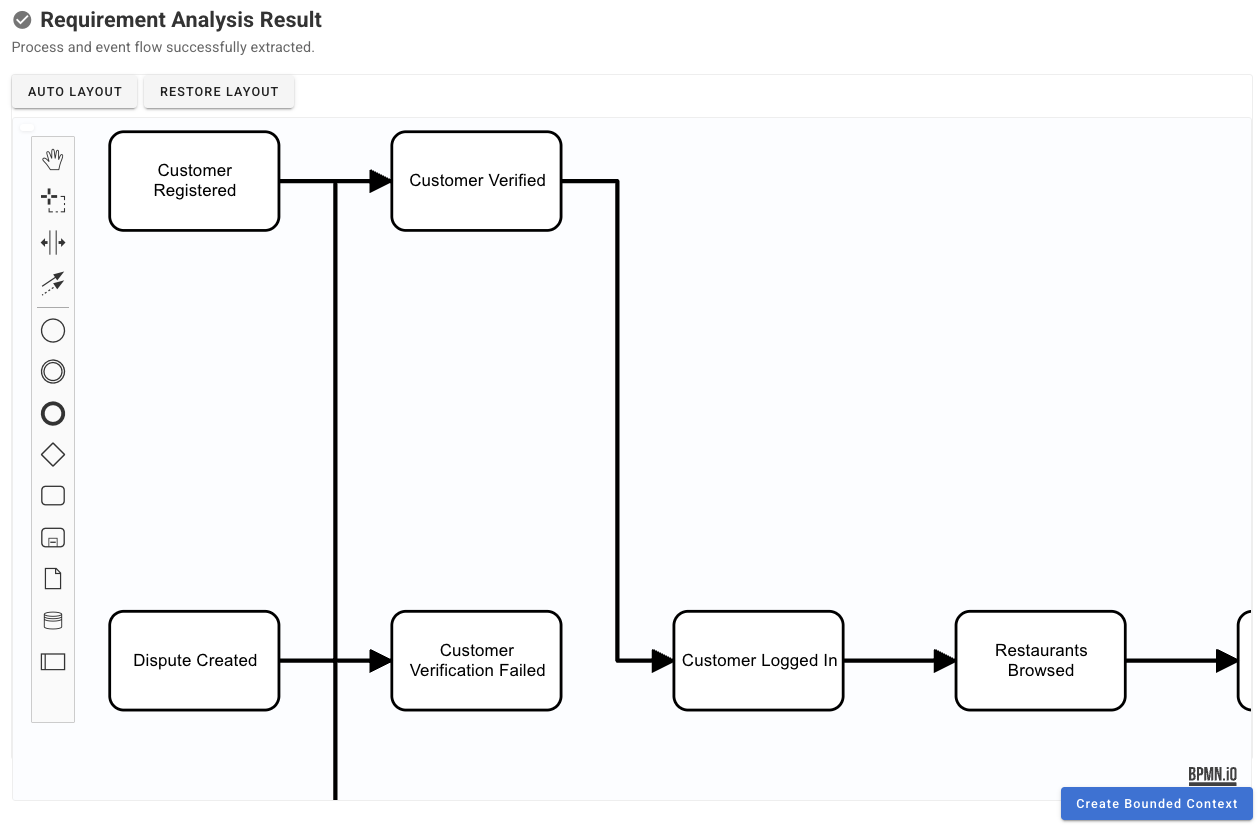 Requirement Analysis Result
Process and event flow successfully extracted.
AUTO LAYOUT
RESTORE LAYOUT
Customer
Registered
Customer Verified
Dispute Created
Customer
Verification Failed
Customer Logged In
Restaurants
Browsed
BPMN.iO
Create Bounded Context